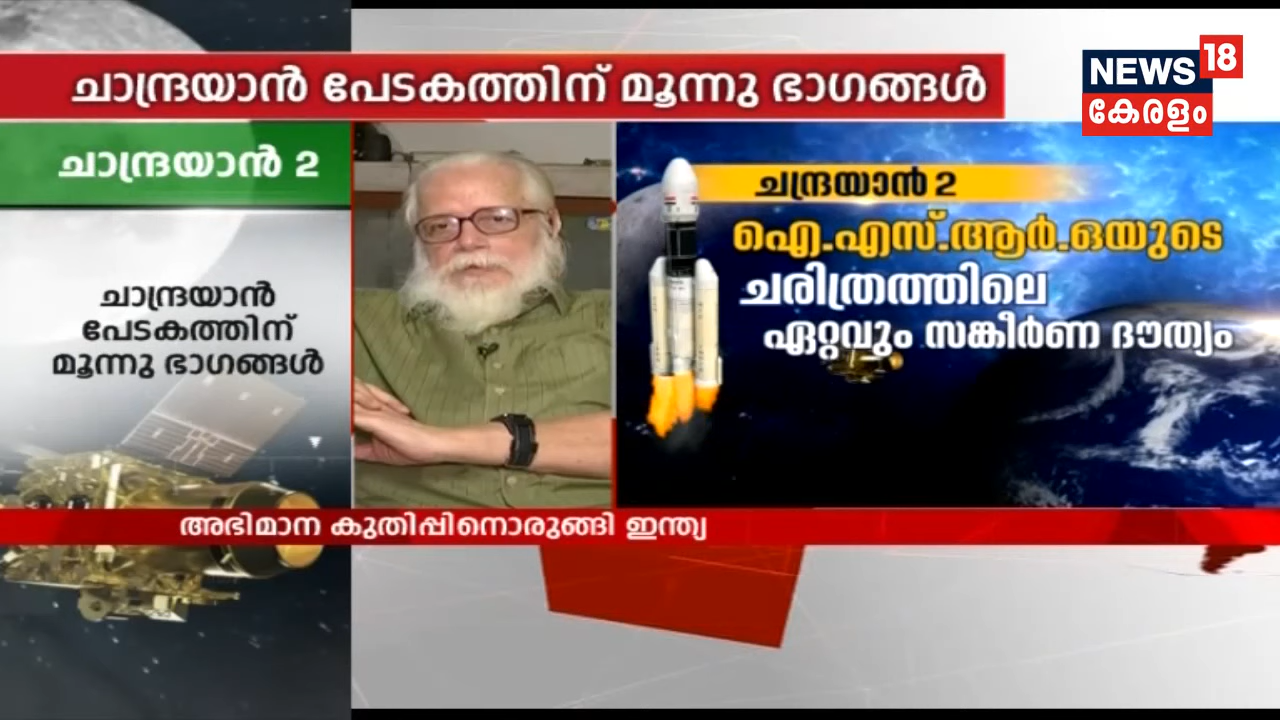 ചാന്ദ്രയാൻ പേടകത്തിന് മൂന്നു ഭാഗങ്ങൾ
NEWS 18
കേരളം
ചാന്ദ്രയാൻ 2
ചാന്ദ്രയാൻ
പേടകത്തിന്
മൂന്നു ഭാഗങ്ങൾ
ചന്ദ്രയാൻ 2
ഐ.എസ്.ആർ.ഒയുടെ
ചരിത്രത്തിലെ
ഏറ്റവും സങ്കീർണ ദൗത്യം
അഭിമാന കുതിപ്പിനൊരുങ്ങി ഇന്ത്യ